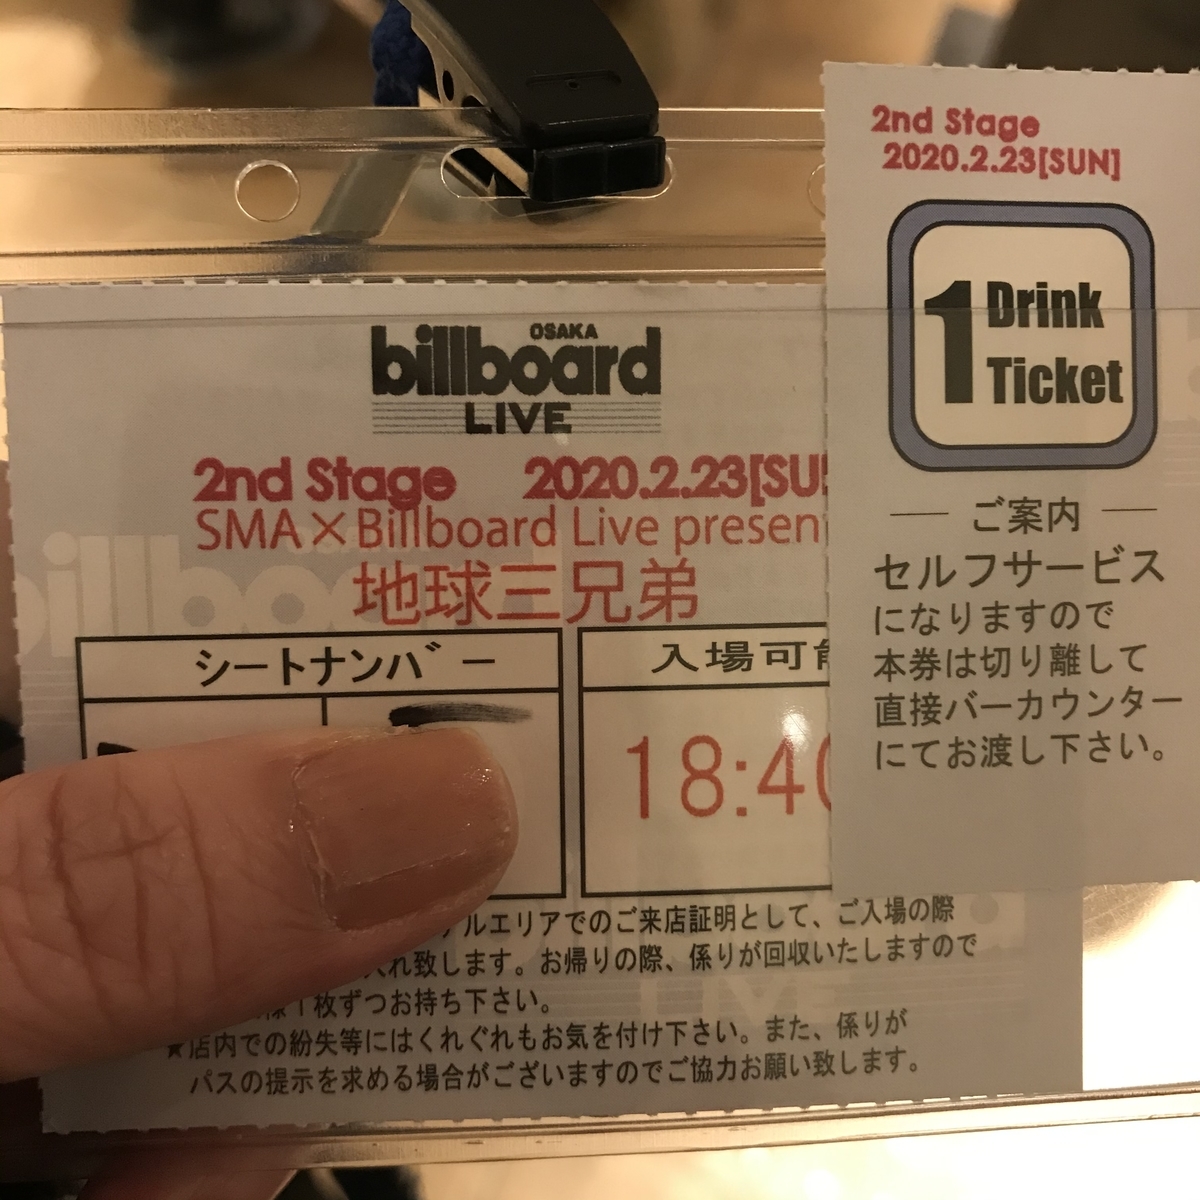 OSAKA
billboard
LIVE
2nd Stage 2020.2.23[SU
SMA×Billboard Live presen
地球三兄弟
シートナンバー
入場可
18:40
ルエリアでのご来店証明として、ご入場の際
入れ致します。お帰りの際、係りが回収いたしますので
様1枚ずつお持ち下さい。
★店内での紛失等にはくれぐれもお気を付け下さい。また、係りが
パスの提示を求める場合がございますのでご協力お願い致します。
2nd Stage
2020.2.23[SUN]
1 Drink
Ticket
ご案内
セルフサービス
になりますので
本券は切り離して
直接バーカウンター
にてお渡し下さい。